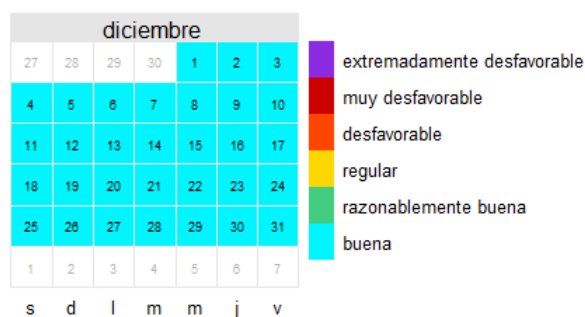 diciembre
27 28 29 30 1 2 3
4 5 6 7 8 9 10
11 12 13 14 15 16 17
18 19 20 21 22 23 24
25 26 27 28 29 30 31
1 2 3 4 5 6 7
s d l m m j v
extremadamente desfavorable
muy desfavorable
desfavorable
regular
razonablemente buena
buena